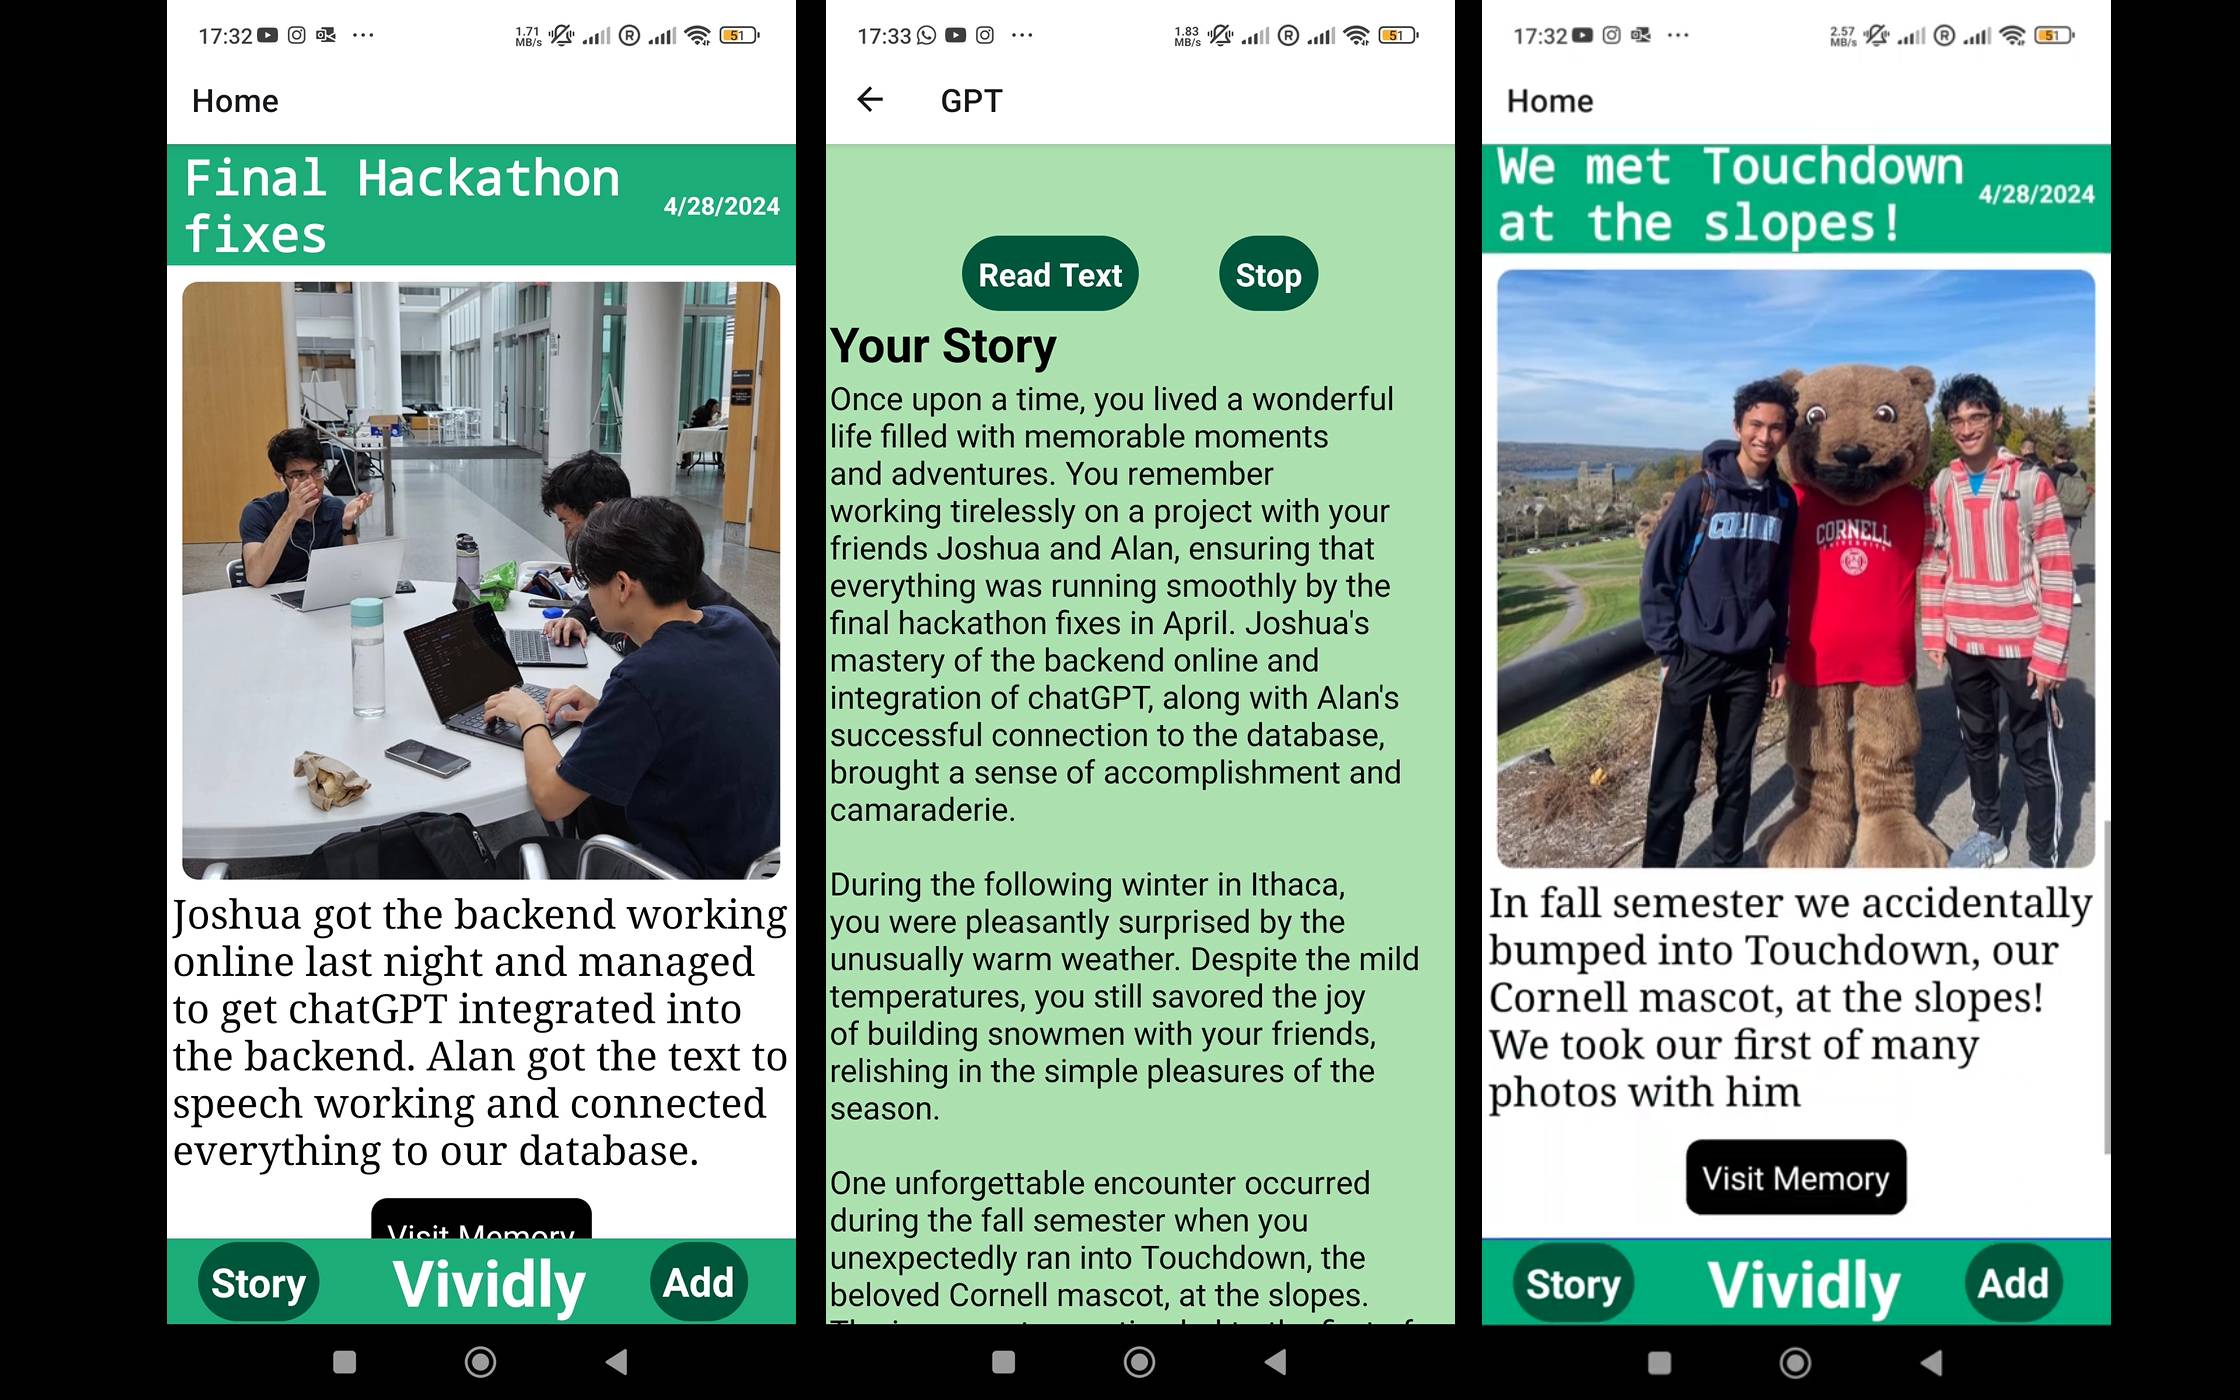 17:32
1.71
MB/s
R
51
Home
Final Hackathon
fixes
4/28/2024
Joshua got the backend working
online last night and managed
to get chatGPT integrated into
the backend. Alan got the text to
speech working and connected
everything to our database.
Visit Memory
Story
Vividly
Add
17:33
1.83
MB/s
R
51
GPT
Read Text
Stop
Your Story
Once upon a time, you lived a wonderful
life filled with memorable moments
and adventures. You remember
working tirelessly on a project with your
friends Joshua and Alan, ensuring that
everything was running smoothly by the
final hackathon fixes in April. Joshua's
mastery of the backend online and
integration of chatGPT, along with Alan's
successful connection to the database,
brought a sense of accomplishment and
camaraderie.
During the following winter in Ithaca,
you were pleasantly surprised by the
unusually warm weather. Despite the mild
temperatures, you still savored the joy
of building snowmen with your friends,
relishing in the simple pleasures of the
season.
One unforgettable encounter occurred
during the fall semester when you
unexpectedly ran into Touchdown, the
beloved Cornell mascot, at the slopes.
17:32
2.57
MB/s
R
51
Home
We met Touchdown
at the slopes!
4/28/2024
CORNELL
UNIVERSITY
In fall semester we accidentally
bumped into Touchdown, our
Cornell mascot, at the slopes!
We took our first of many
photos with him
Visit Memory
Story
Vividly
Add